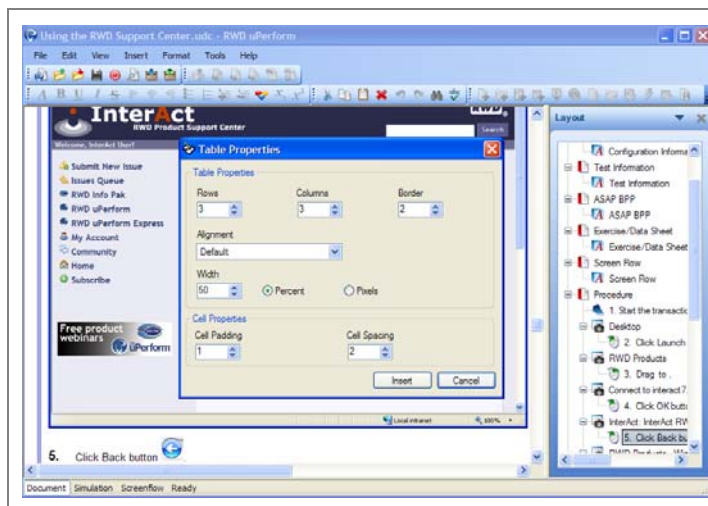 Using the RWD Support Center.udc - RWD uPerform
File Edit View Insert Format Tools Help
InterAct
RWD Product Support Center
RWD.
Search
Welcome, InterAct User!
Submit New Issue
Issues Queue
RWD Info Pak
RWD uPerform
RWD uPerform Express
My Account
Community
Home
Subscribe
Free product
webinars
uPerform
Table Properties
Table Properties
Rows Columns Border
3 3 2
Alignment
Default
Width
50 Percent Pixels
Cell Properties
Cell Padding Cell Spacing
1 2
Insert Cancel
Local intranet 100%
5. Click Back button
Layout
Configuration Informa
Test Information
Test Information
ASAP BPP
ASAP BPP
Exercise/Data Sheet
Exercise/Data Sheet
Screen Flow
Screen Flow
Procedure
1. Start the transactic
Desktop
2. Click Launch
RWD Products
3. Drag to .
Connect to interact7.
4. Click OK butto
InterAct: InterAct RW
5. Click Back bu
Document Simulation Screenflow Ready